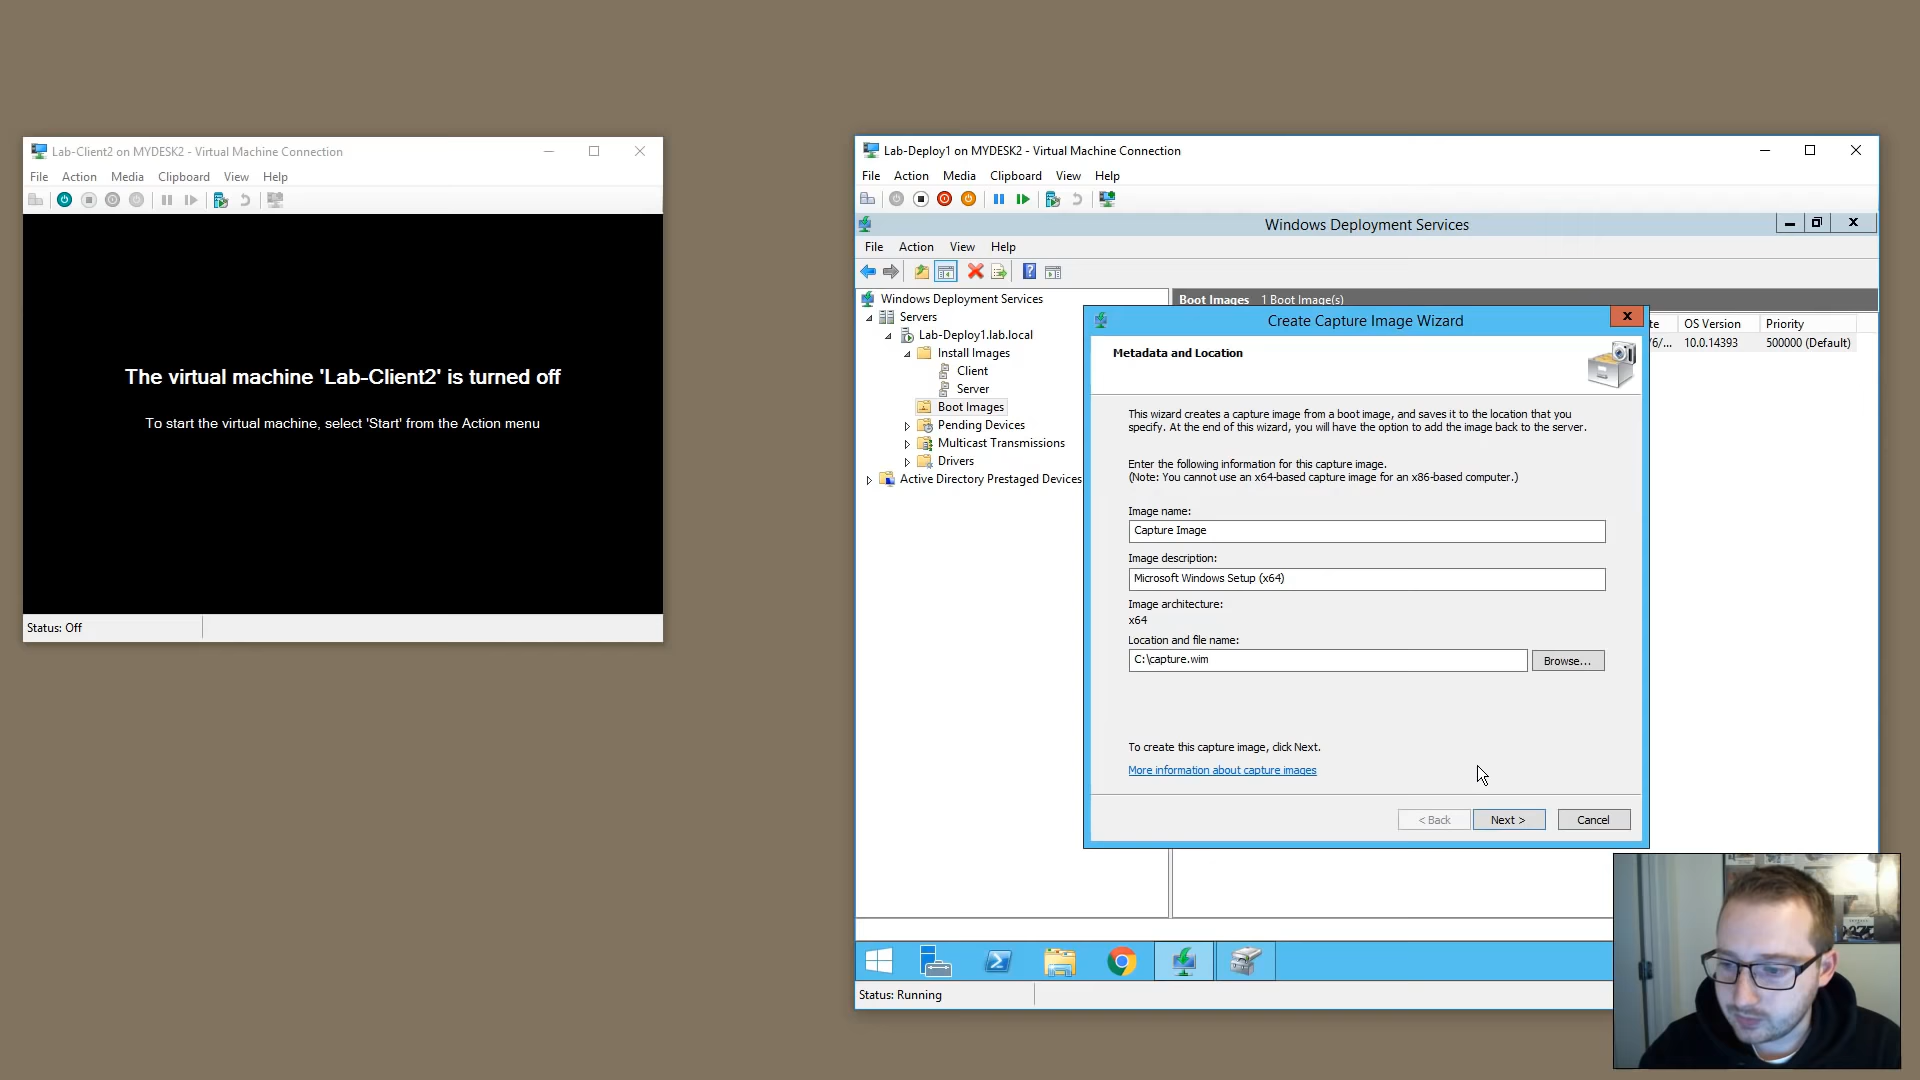 Lab-Client2 on MYDESK2 - Virtual Machine Connection
File Action Media Clipboard View Help
The virtual machine 'Lab-Client2' is turned off
To start the virtual machine, select 'Start' from the Action menu
Status: Off
Lab-Deploy1 on MYDESK2 - Virtual Machine Connection
File Action Media Clipboard View Help
Windows Deployment Services
File Action View Help
Windows Deployment Services
Servers
Lab-Deploy1.lab.local
Install Images
Client
Server
Boot Images
Pending Devices
Multicast Transmissions
Drivers
Active Directory Prestaged Devices
Boot Images 1 Boot Image(s)
OS Version Priority
10.0.14393 500000 (Default)
Create Capture Image Wizard
Metadata and Location
This wizard creates a capture image from a boot image, and saves it to the location that you
specify. At the end of this wizard, you will have the option to add the image back to the server.
Enter the following information for this capture image.
(Note: You cannot use an x64-based capture image for an x86-based computer.)
Image name:
Capture Image
Image description:
Microsoft Windows Setup (x64)
Image architecture:
x64
Location and file name:
C:\capture.wim
Browse...
To create this capture image, click Next.
More information about capture images
< Back Next > Cancel
Status: Running